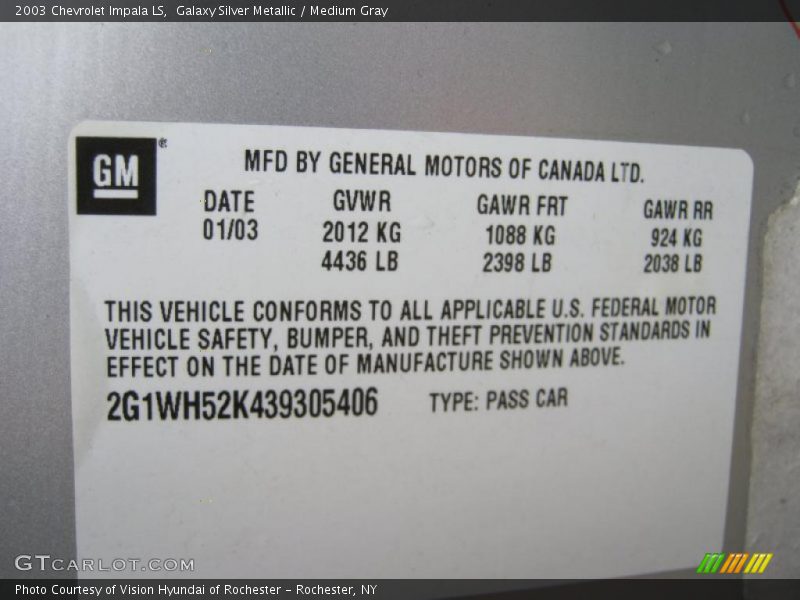 2003 Chevrolet Impala LS, Galaxy Silver Metallic / Medium Gray
GM®
MFD BY GENERAL MOTORS OF CANADA LTD.
DATE GVWR GAWR FRT GAWR RR
01/03 2012 KG 1088 KG 924 KG
4436 LB 2398 LB 2038 LB
THIS VEHICLE CONFORMS TO ALL APPLICABLE U.S. FEDERAL MOTOR
VEHICLE SAFETY, BUMPER, AND THEFT PREVENTION STANDARDS IN
EFFECT ON THE DATE OF MANUFACTURE SHOWN ABOVE.
2G1WH52K439305406 TYPE: PASS CAR
GTCARLOT.COM
Photo Courtesy of Vision Hyundai of Rochester – Rochester, NY